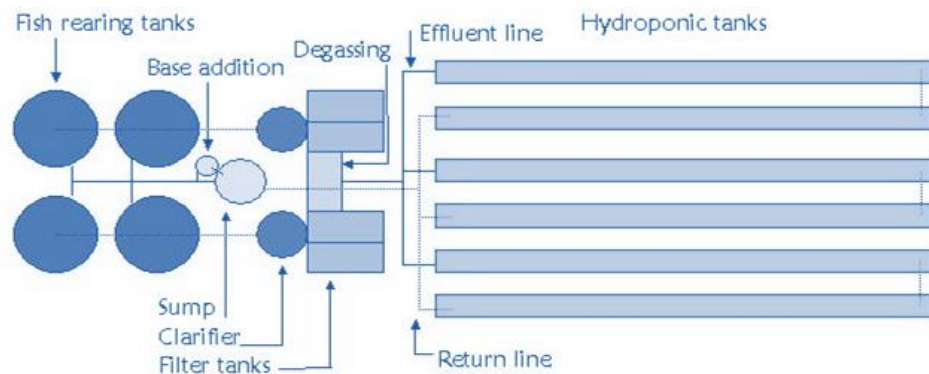 Fish rearing tanks
Effluent line
Hydroponic tanks
Degassing
Base addition
Sump
Clarifier
Filter tanks
Return line